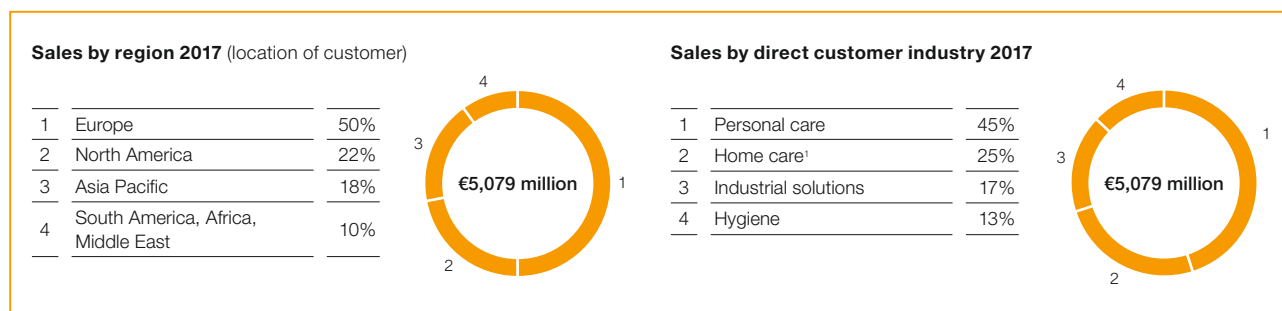 Sales by region 2017 (location of customer)
1 Europe 50%
2 North America 22%
3 Asia Pacific 18%
4 South America, Africa,
Middle East 10%
4
3
€5,079 million
1
2
Sales by direct customer industry 2017
1 Personal care 45%
2 Home care¹ 25%
3 Industrial solutions 17%
4 Hygiene 13%
4
1
3
€5,079 million
2